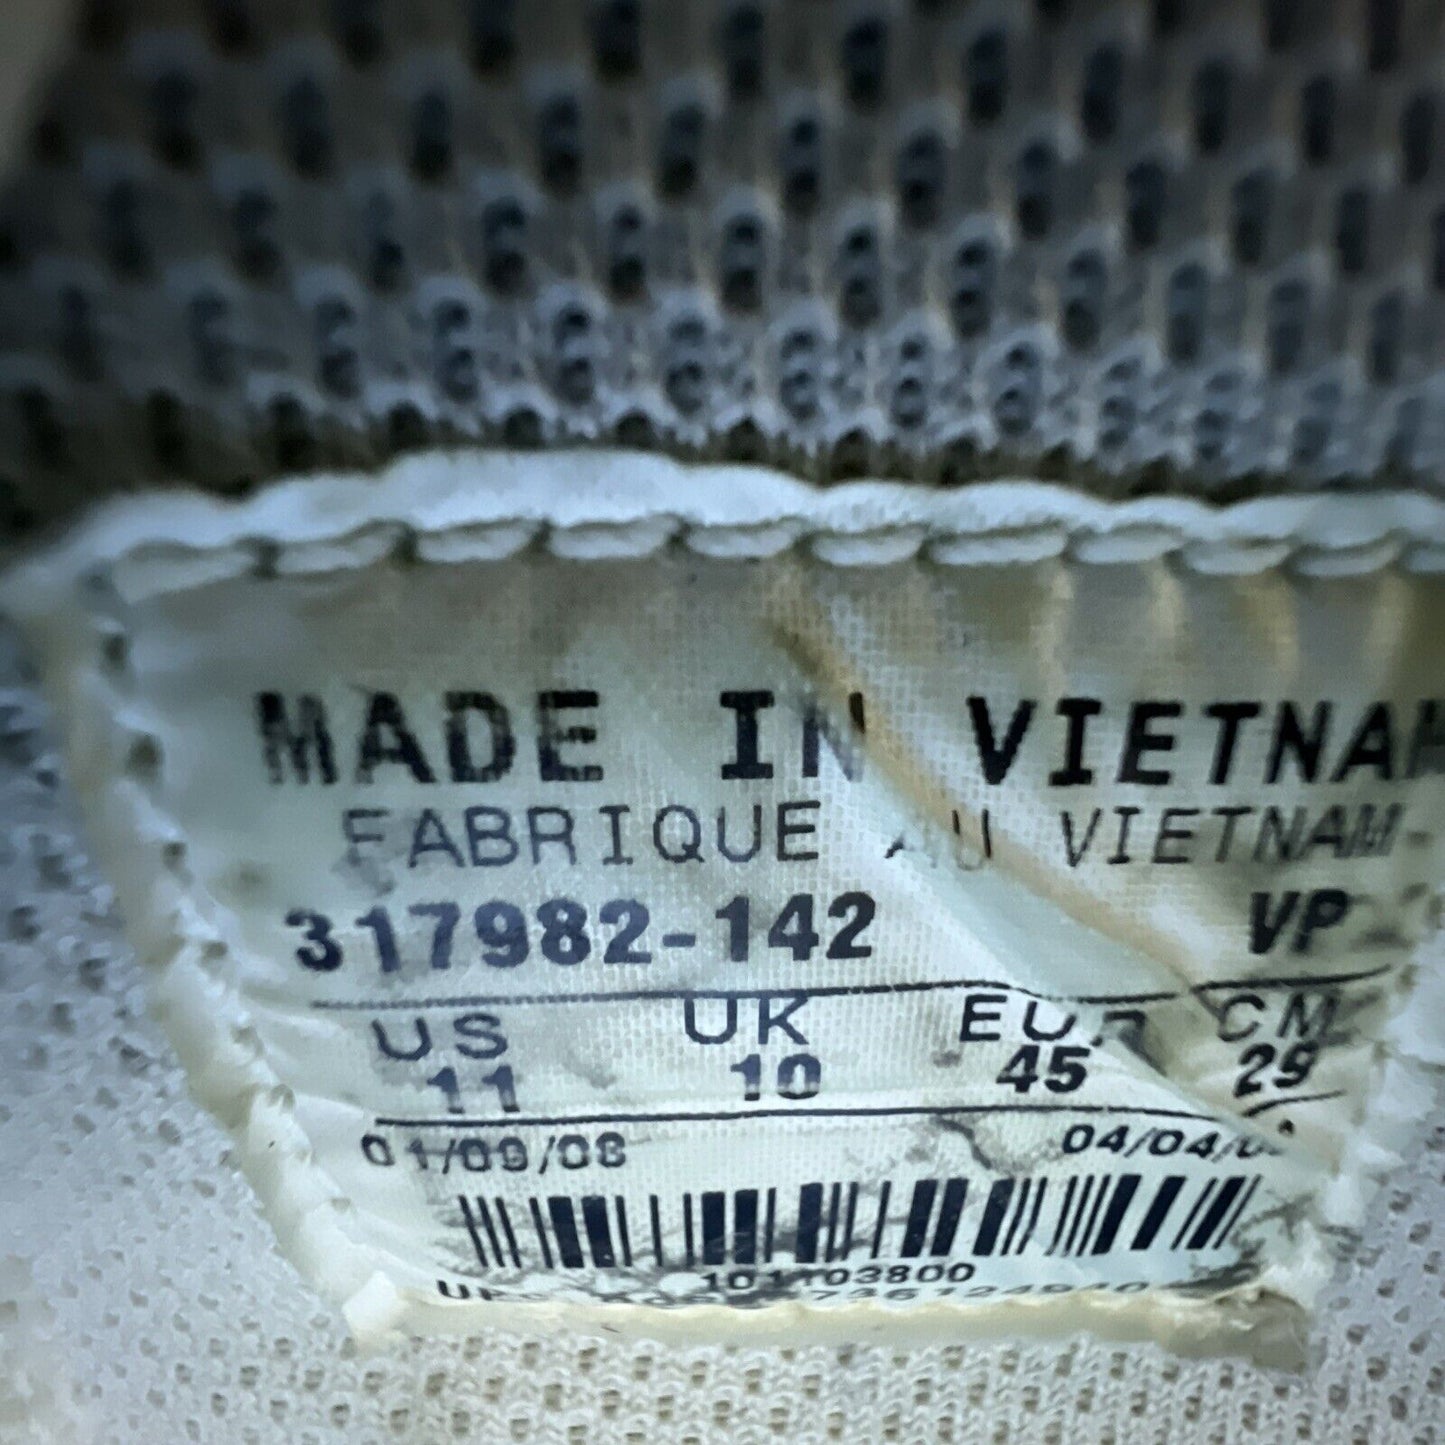 MADE IN VIETNAM
FABRIQUE AU VIETNAM
317982-142 VP
US UK EUR CM
11 10 45 29
01/09/08 04/04/0
101103800